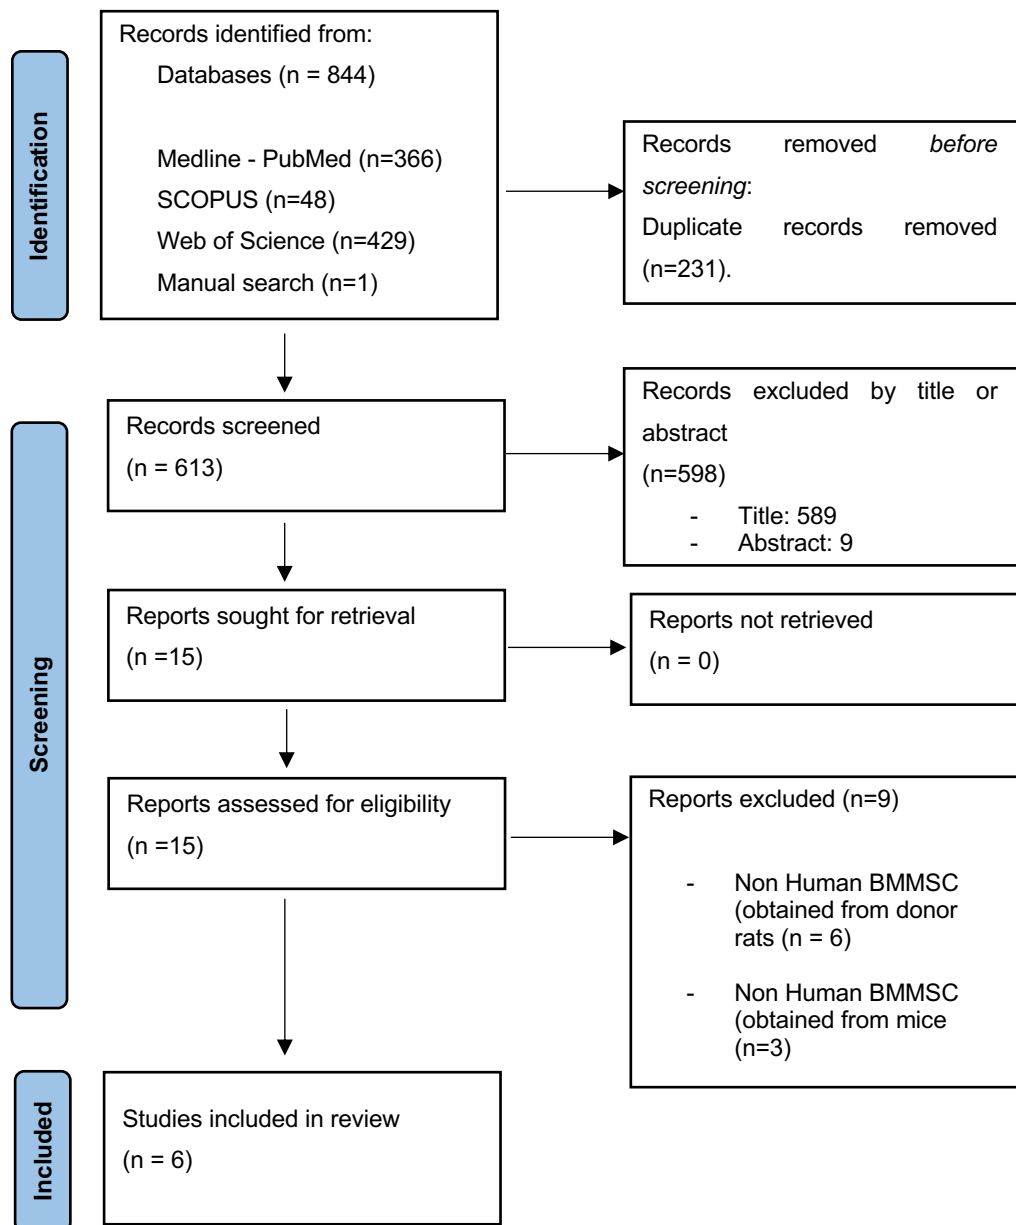 Identification
Records identified from:
Databases (n = 844)
Medline - PubMed (n=366)
SCOPUS (n=48)
Web of Science (n=429)
Manual search (n=1)
Records removed before
screening:
Duplicate records removed
(n=231).
Screening
Records screened
(n = 613)
Records excluded by title or
abstract
(n=598)
- Title: 589
- Abstract: 9
Reports sought for retrieval
(n =15)
Reports not retrieved
(n = 0)
Reports assessed for eligibility
(n =15)
Reports excluded (n=9)
- Non Human BMMSC
(obtained from donor
rats (n = 6)
- Non Human BMMSC
(obtained from mice
(n=3)
Included
Studies included in review
(n = 6)